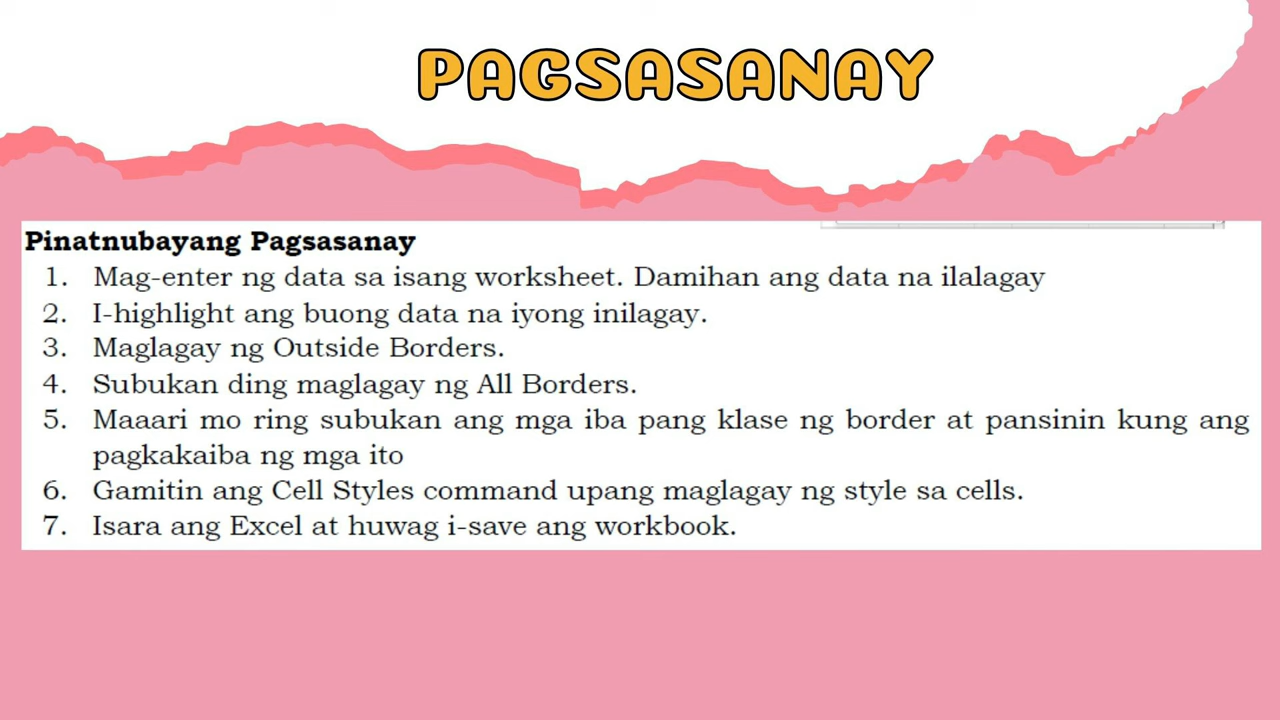 PAGSASANAY
Pinatnubayang Pagsasanay
1. Mag-enter ng data sa isang worksheet. Damihan ang data na ilalagay
2. I-highlight ang buong data na iyong inilagay.
3. Maglagay ng Outside Borders.
4. Subukan ding maglagay ng All Borders.
5. Maaari mo ring subukan ang mga iba pang klase ng border at pansinin kung ang
pagkakaiba ng mga ito
6. Gamitin ang Cell Styles command upang maglagay ng style sa cells.
7. Isara ang Excel at huwag i-save ang workbook.